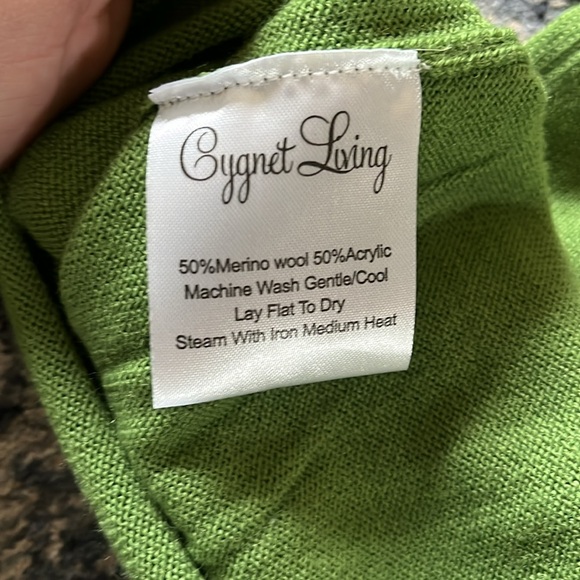 Cygnet Living
50%Merino wool 50%Acrylic
Machine Wash Gentle/Cool
Lay Flat To Dry
Steam With Iron Medium Heat